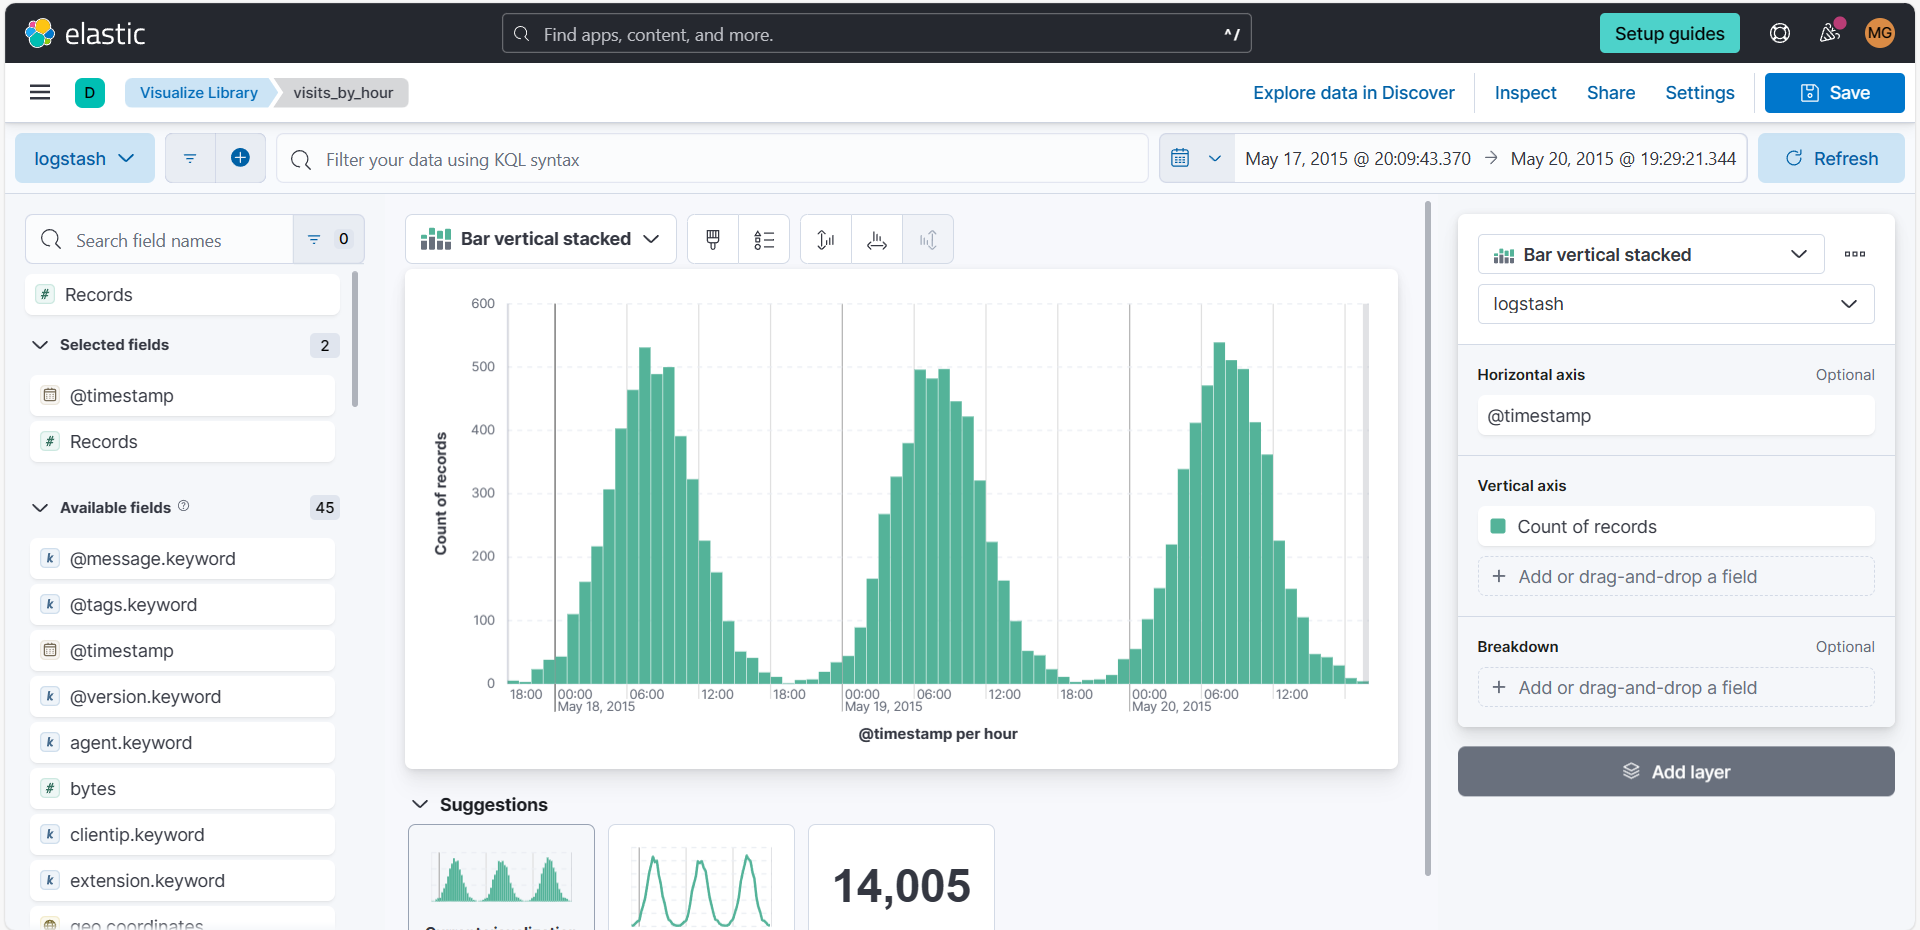 elastic
Find apps, content, and more.
^/
Setup guides
MG
D
Visualize Library
visits_by_hour
Explore data in Discover
Inspect
Share
Settings
Save
logstash
Filter your data using KQL syntax
May 17, 2015 @ 20:09:43.370 → May 20, 2015 @ 19:29:21.344
Refresh
Search field names
0
# Records
Selected fields
2
@timestamp
# Records
Available fields
45
k @message.keyword
k @tags.keyword
@timestamp
k @version.keyword
k agent.keyword
# bytes
k clientip.keyword
k extension.keyword
geo.coordinates
Bar vertical stacked
600
500
400
300
200
100
0
Count of records
18:00 00:00 06:00 12:00 18:00 00:00 06:00 12:00 18:00 00:00 06:00 12:00
May 18, 2015 May 19, 2015 May 20, 2015
@timestamp per hour
Suggestions
14,005
Bar vertical stacked
logstash
Horizontal axis
Optional
@timestamp
Vertical axis
Count of records
+ Add or drag-and-drop a field
Breakdown
Optional
+ Add or drag-and-drop a field
Add layer